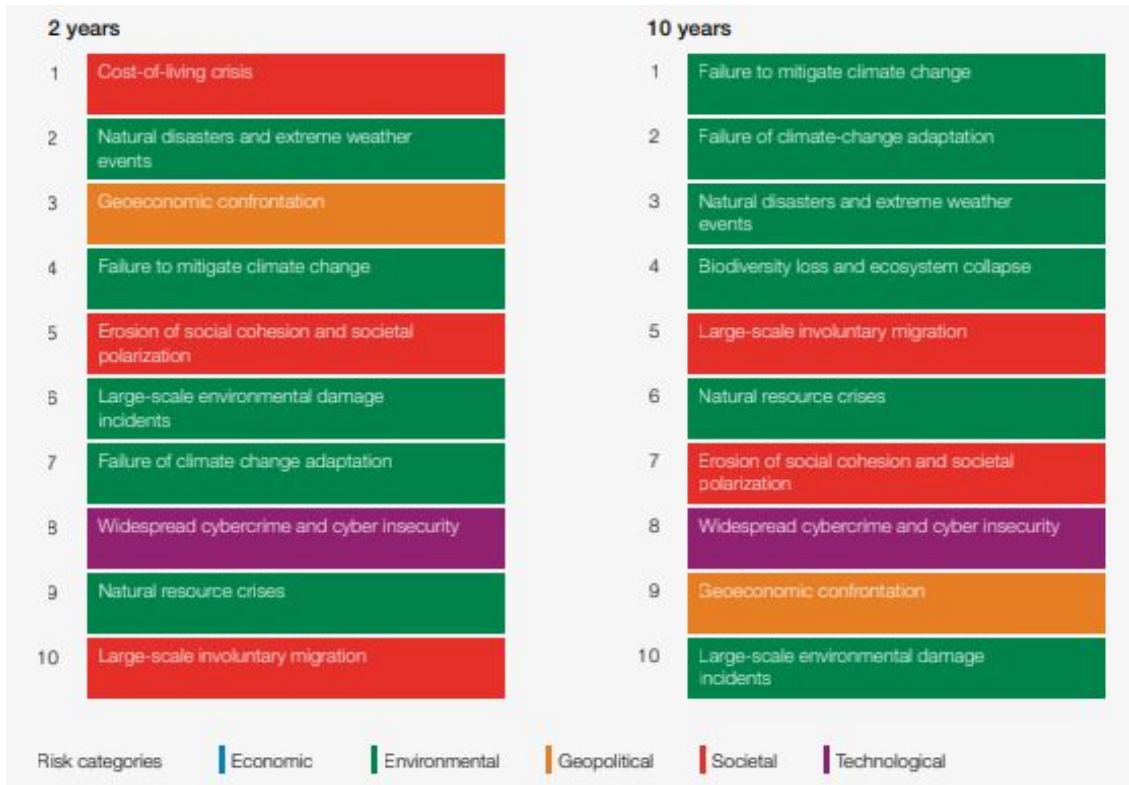 2 years
1 Cost-of-living crisis
2 Natural disasters and extreme weather
events
3 Geoeconomic confrontation
4 Failure to mitigate climate change
5 Erosion of social cohesion and societal
polarization
6 Large-scale environmental damage
incidents
7 Failure of climate change adaptation
8 Widespread cybercrime and cyber insecurity
9 Natural resource crises
10 Large-scale involuntary migration
10 years
1 Failure to mitigate climate change
2 Failure of climate-change adaptation
3 Natural disasters and extreme weather
events
4 Biodiversity loss and ecosystem collapse
5 Large-scale involuntary migration
6 Natural resource crises
7 Erosion of social cohesion and societal
polarization
8 Widespread cybercrime and cyber insecurity
9 Geoeconomic confrontation
10 Large-scale environmental damage
incidents
Risk categories Economic Environmental Geopolitical Societal Technological